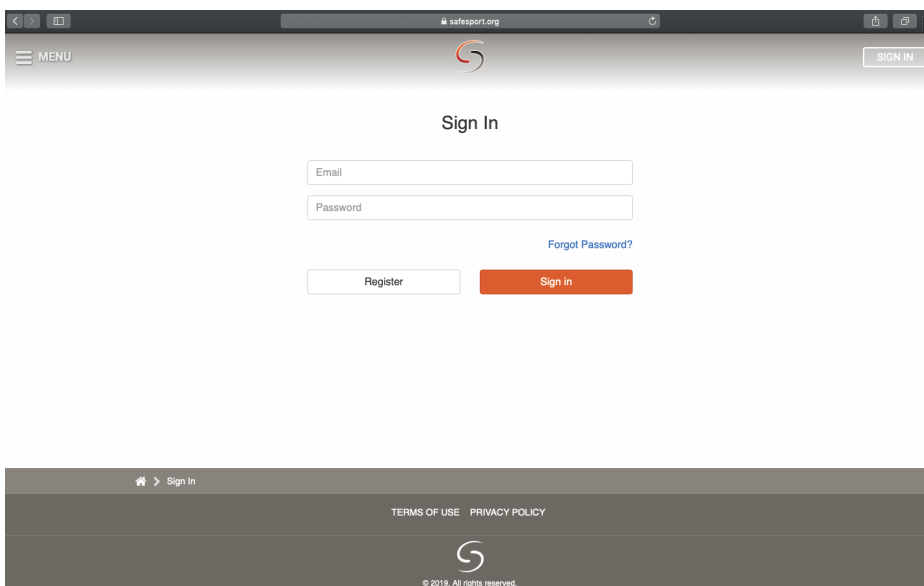 safesport.org
MENU
SIGN IN
Sign In
Email
Password
Forgot Password?
Register
Sign in
Sign In
TERMS OF USE PRIVACY POLICY
© 2019. All rights reserved.